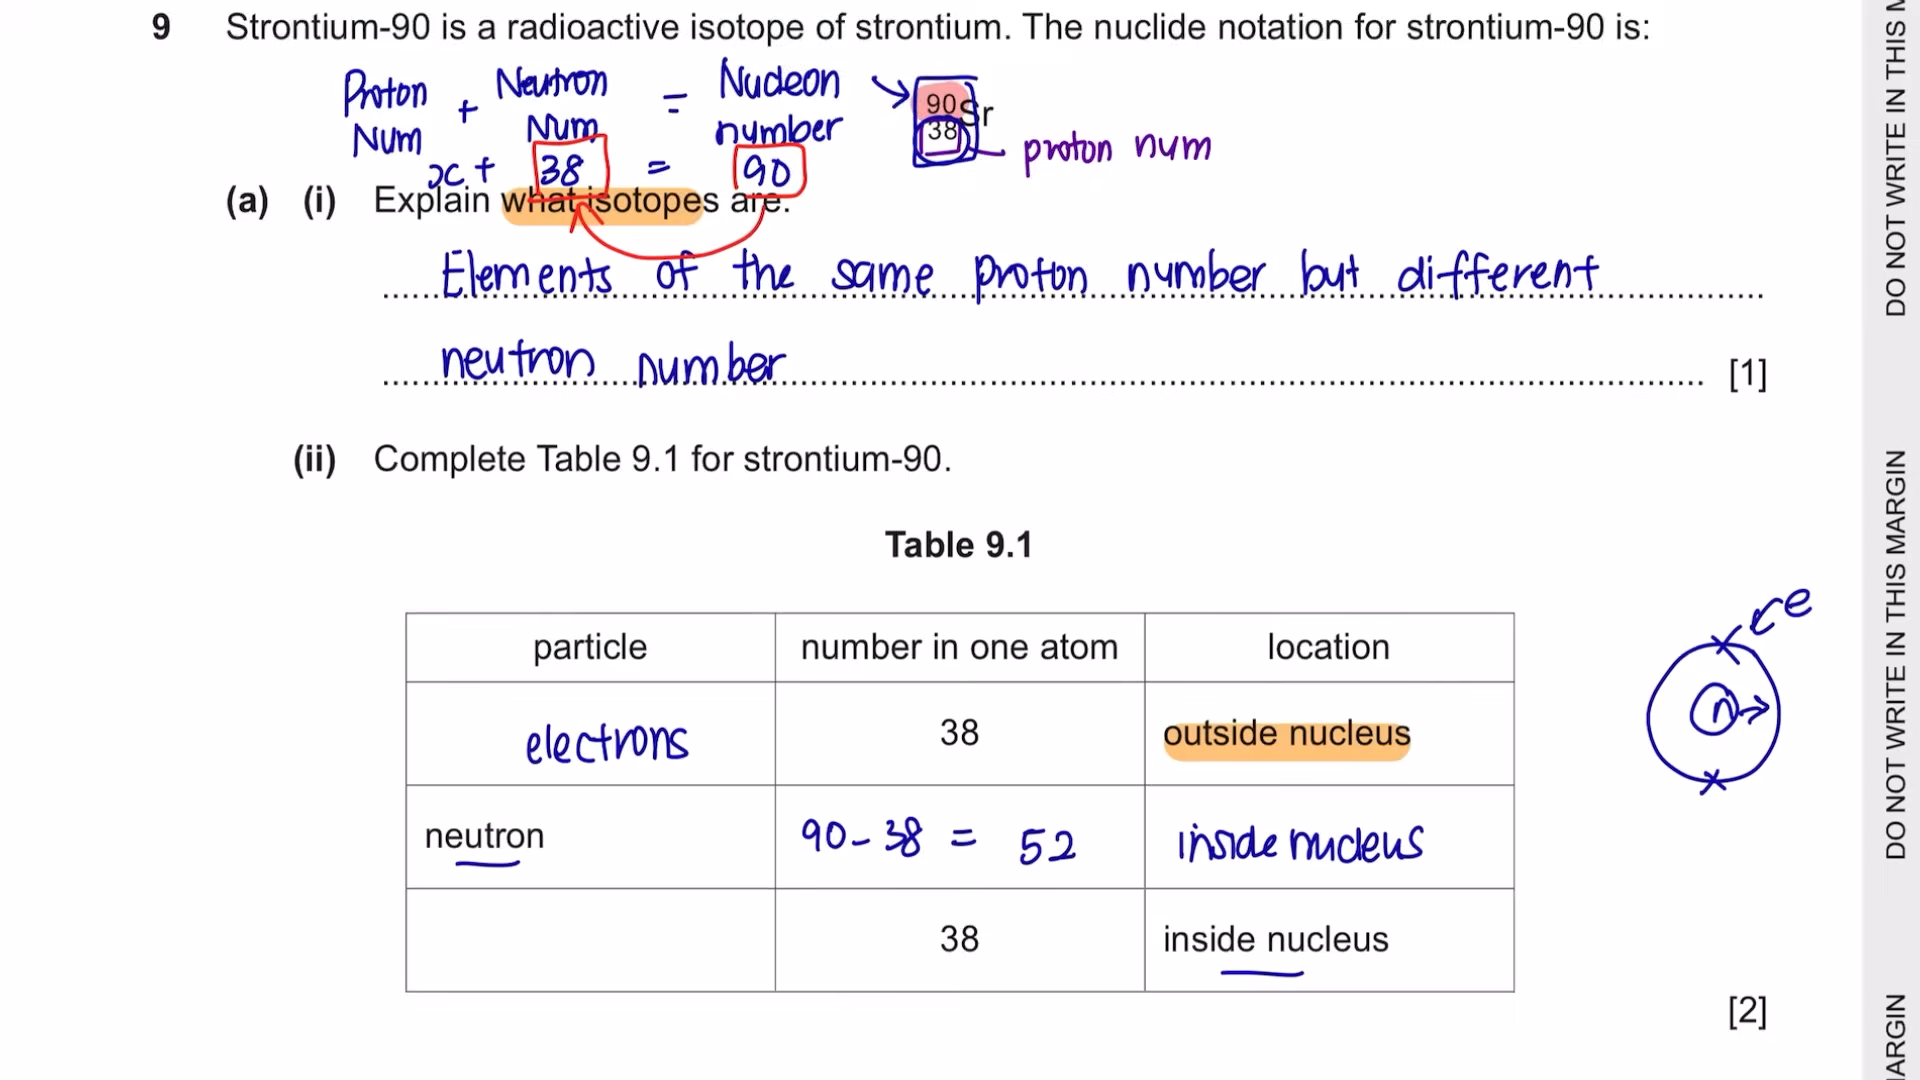 9 Strontium-90 is a radioactive isotope of strontium. The nuclide notation for strontium-90 is:
Proton Num + Neutron Num = Nucleon number → 90 38 Sr
proton num
x + 38 = 90
(a) (i) Explain what isotopes are.
Elements of the same proton number but different
neutron number [1]
(ii) Complete Table 9.1 for strontium-90.
Table 9.1
particle number in one atom location
electrons 38 outside nucleus
neutron 90 - 38 = 52 inside nucleus
38 inside nucleus
[2]
e
n
DO NOT WRITE IN THIS M
DO NOT WRITE IN THIS MARGIN
ARGIN